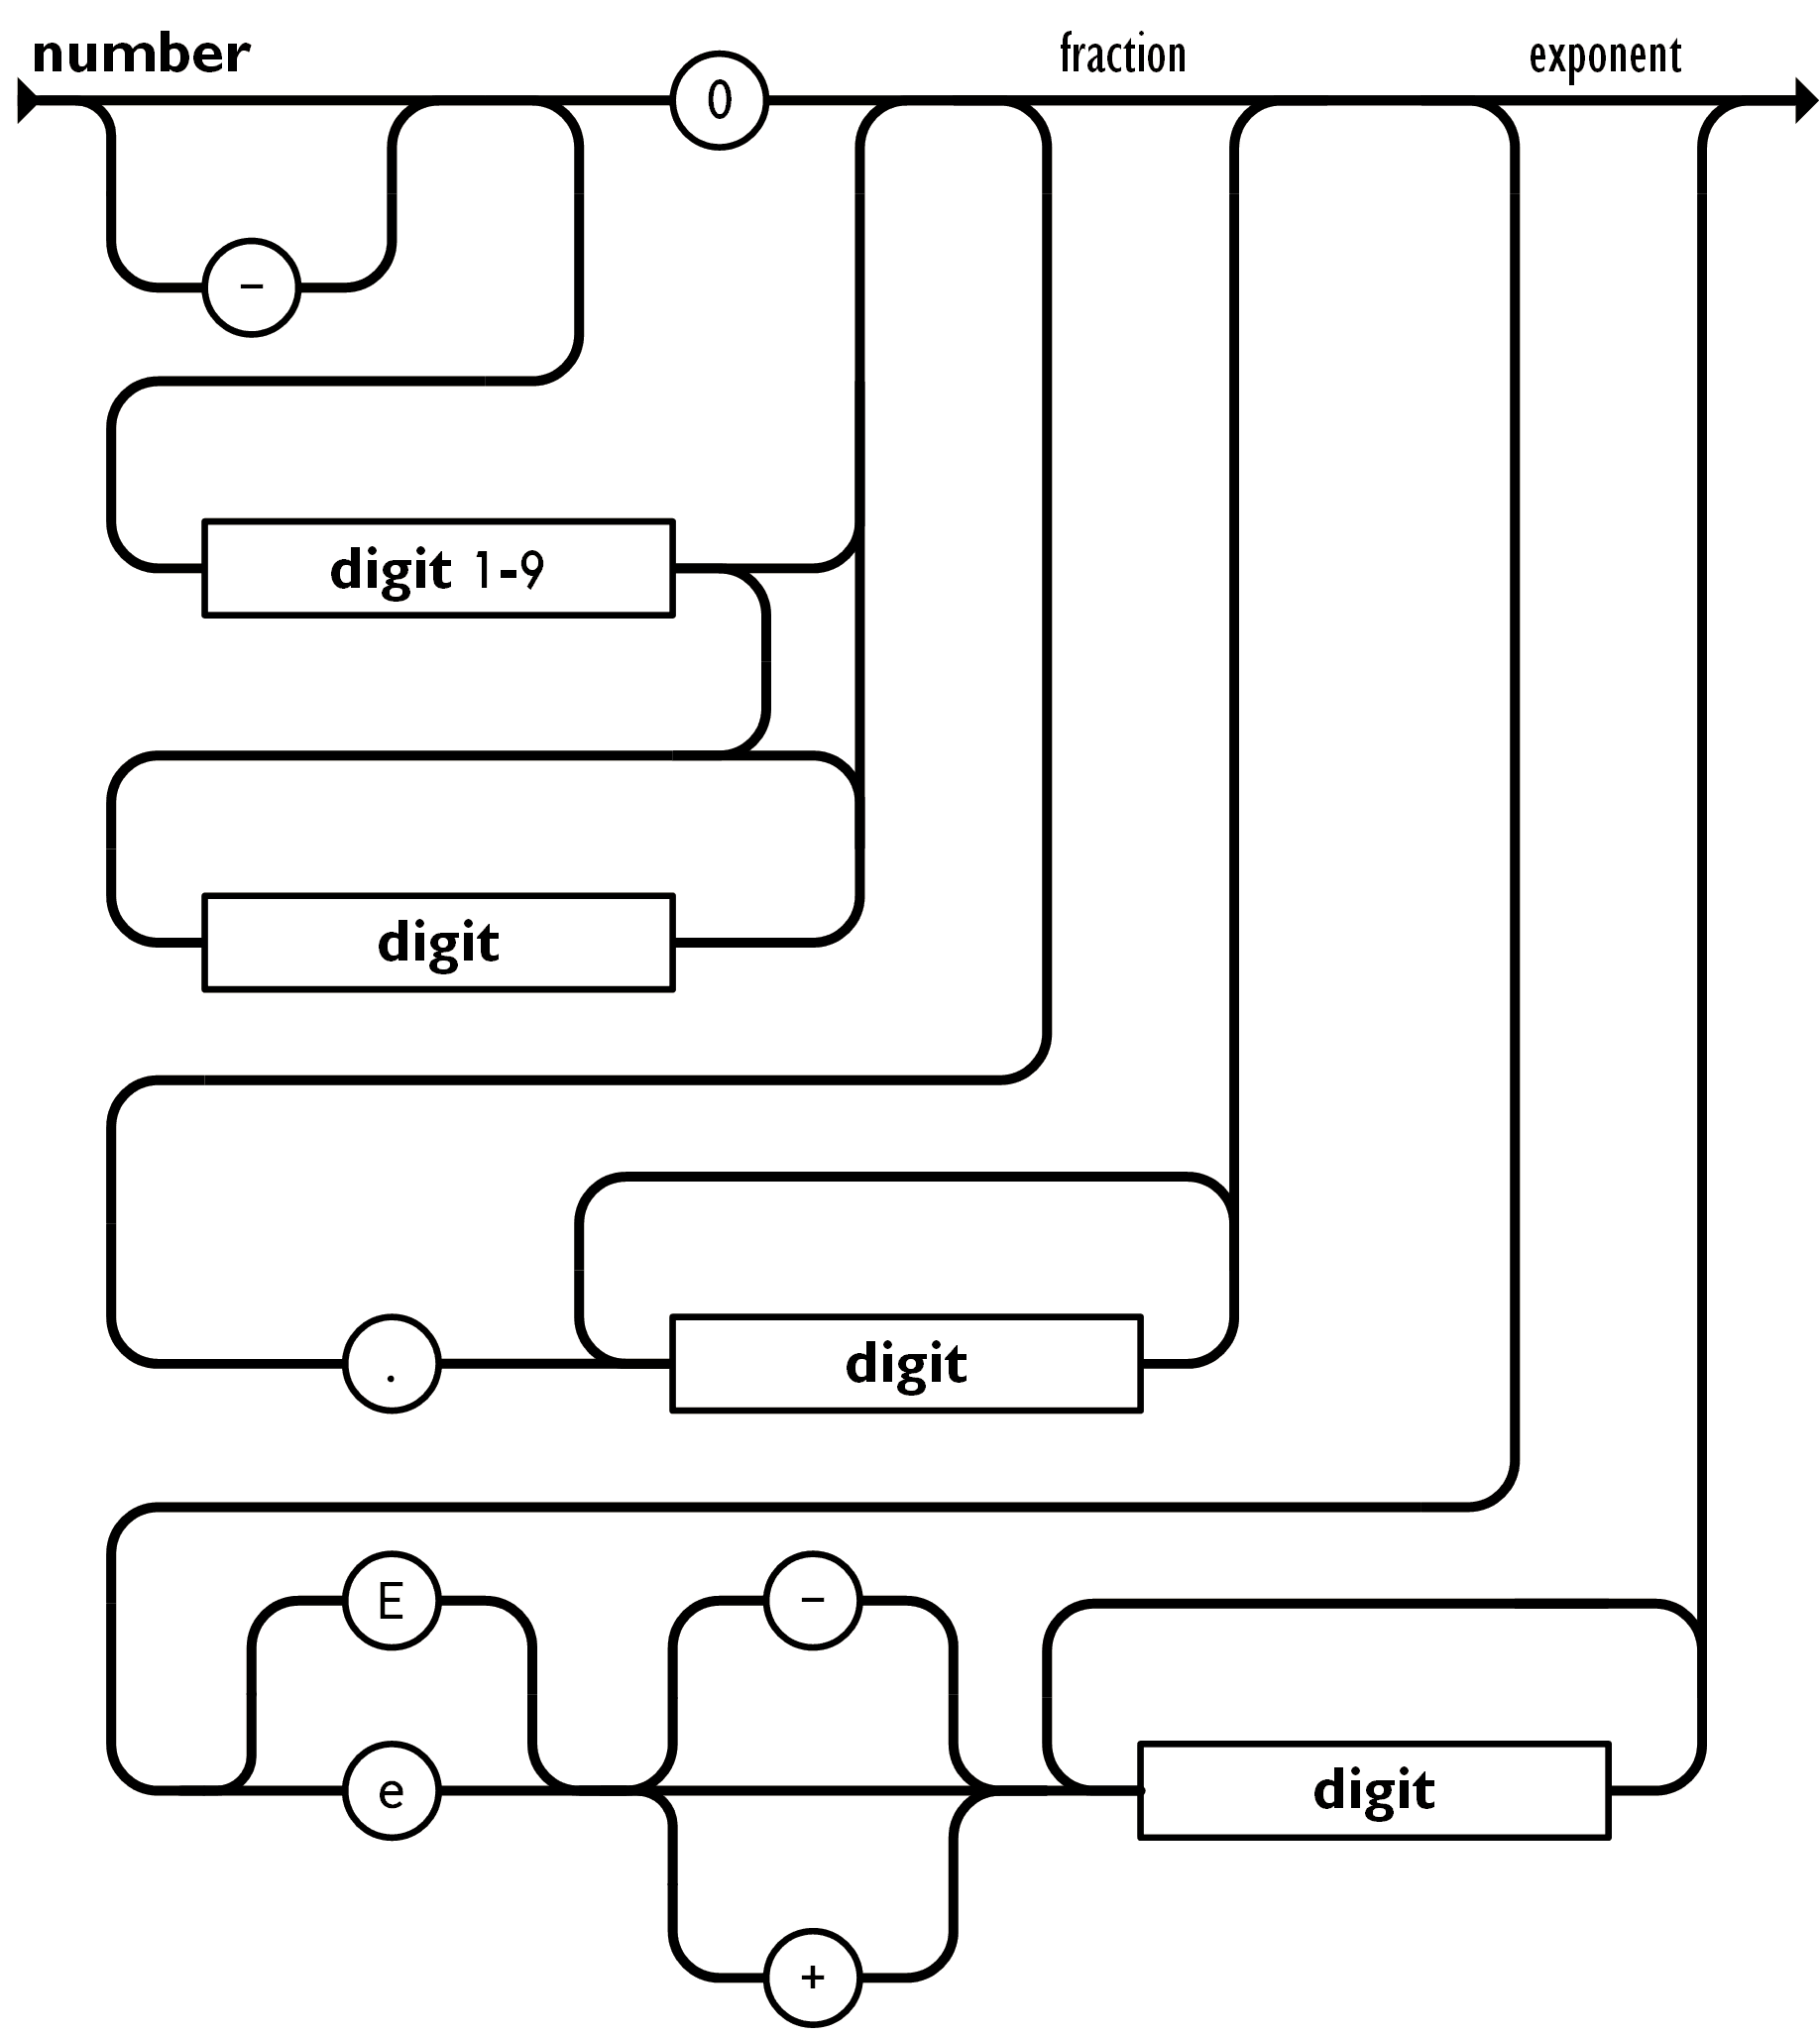 number
0
fraction
exponent
-
digit 1-9
digit
.
digit
E
-
e
digit
+